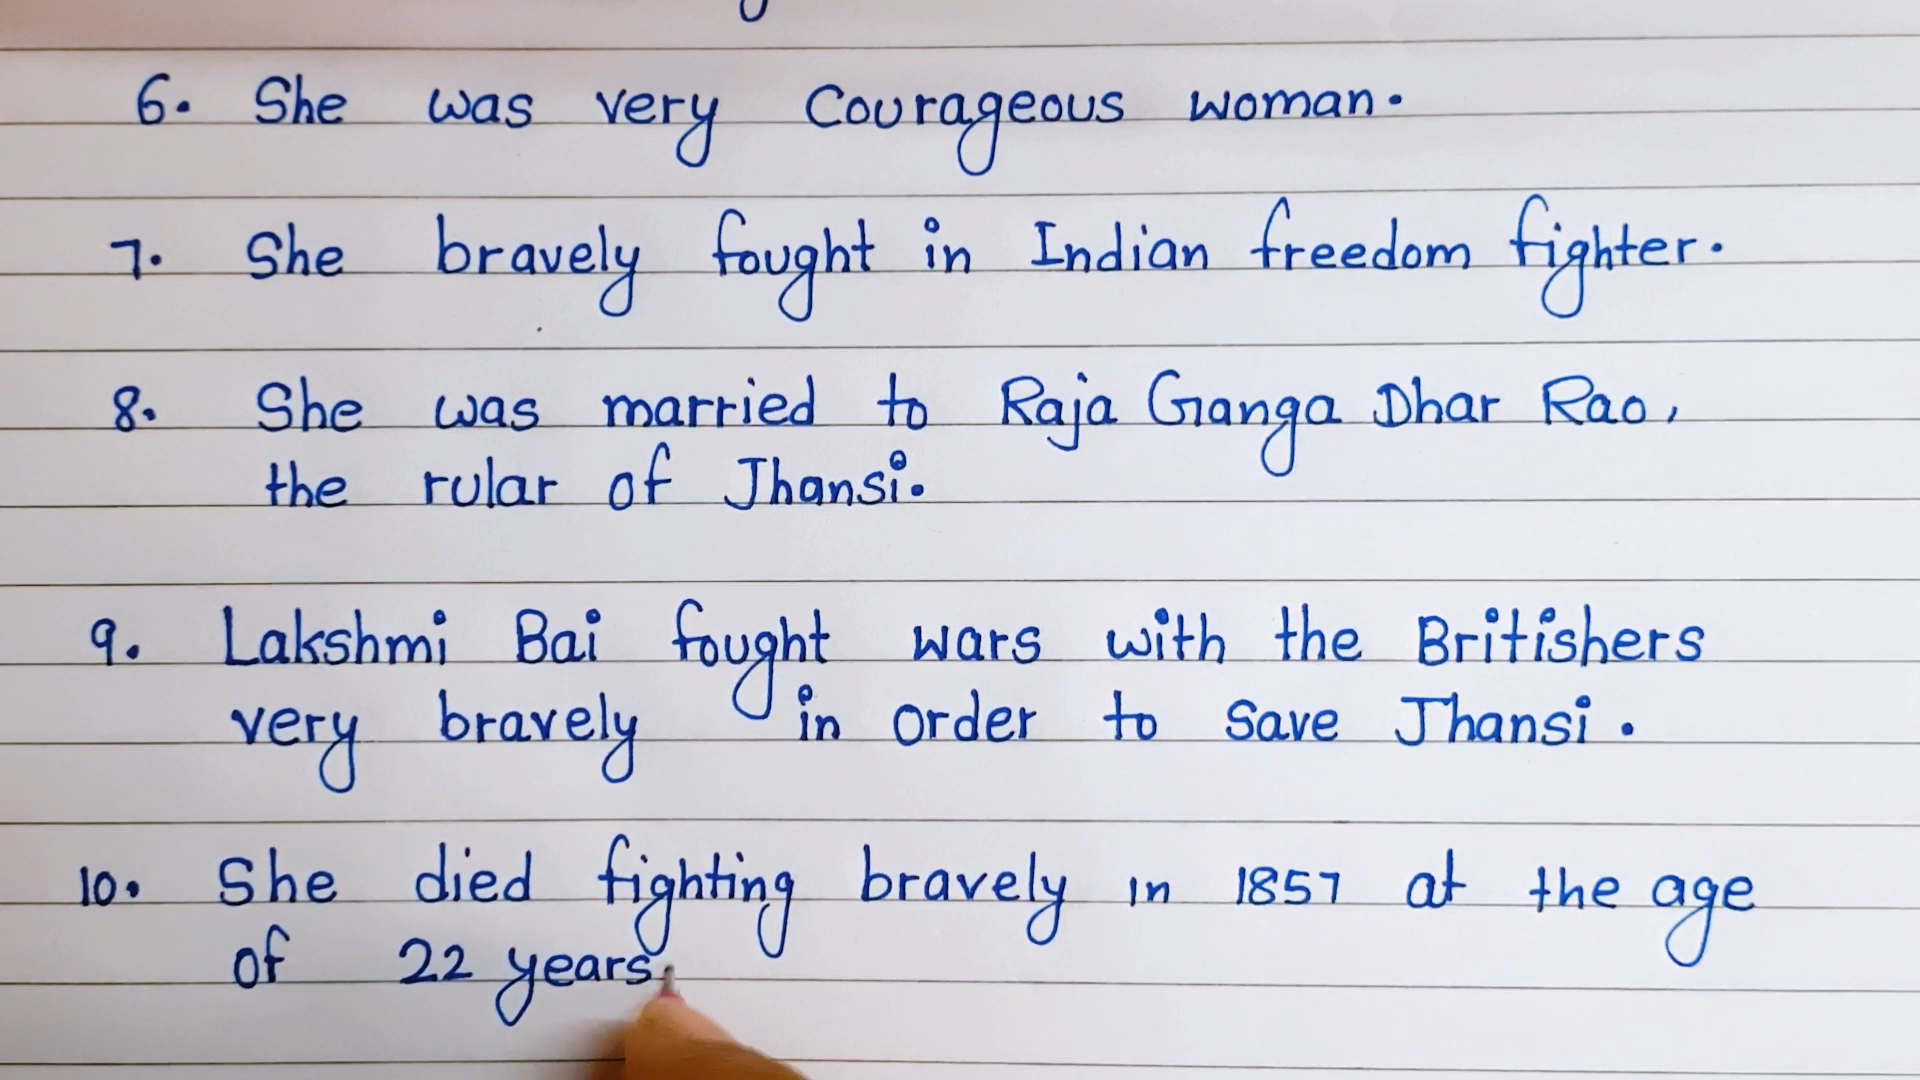 6. She was very Courageous woman.
7. She bravely fought in Indian freedom fighter.
8. She was married to Raja Ganga Dhar Rao,
the rular of Jhansi.
9. Lakshmi Bai fought wars with the Britishers
very bravely in order to save Jhansi.
10. She died fighting bravely in 1857 at the age
of 22 years.